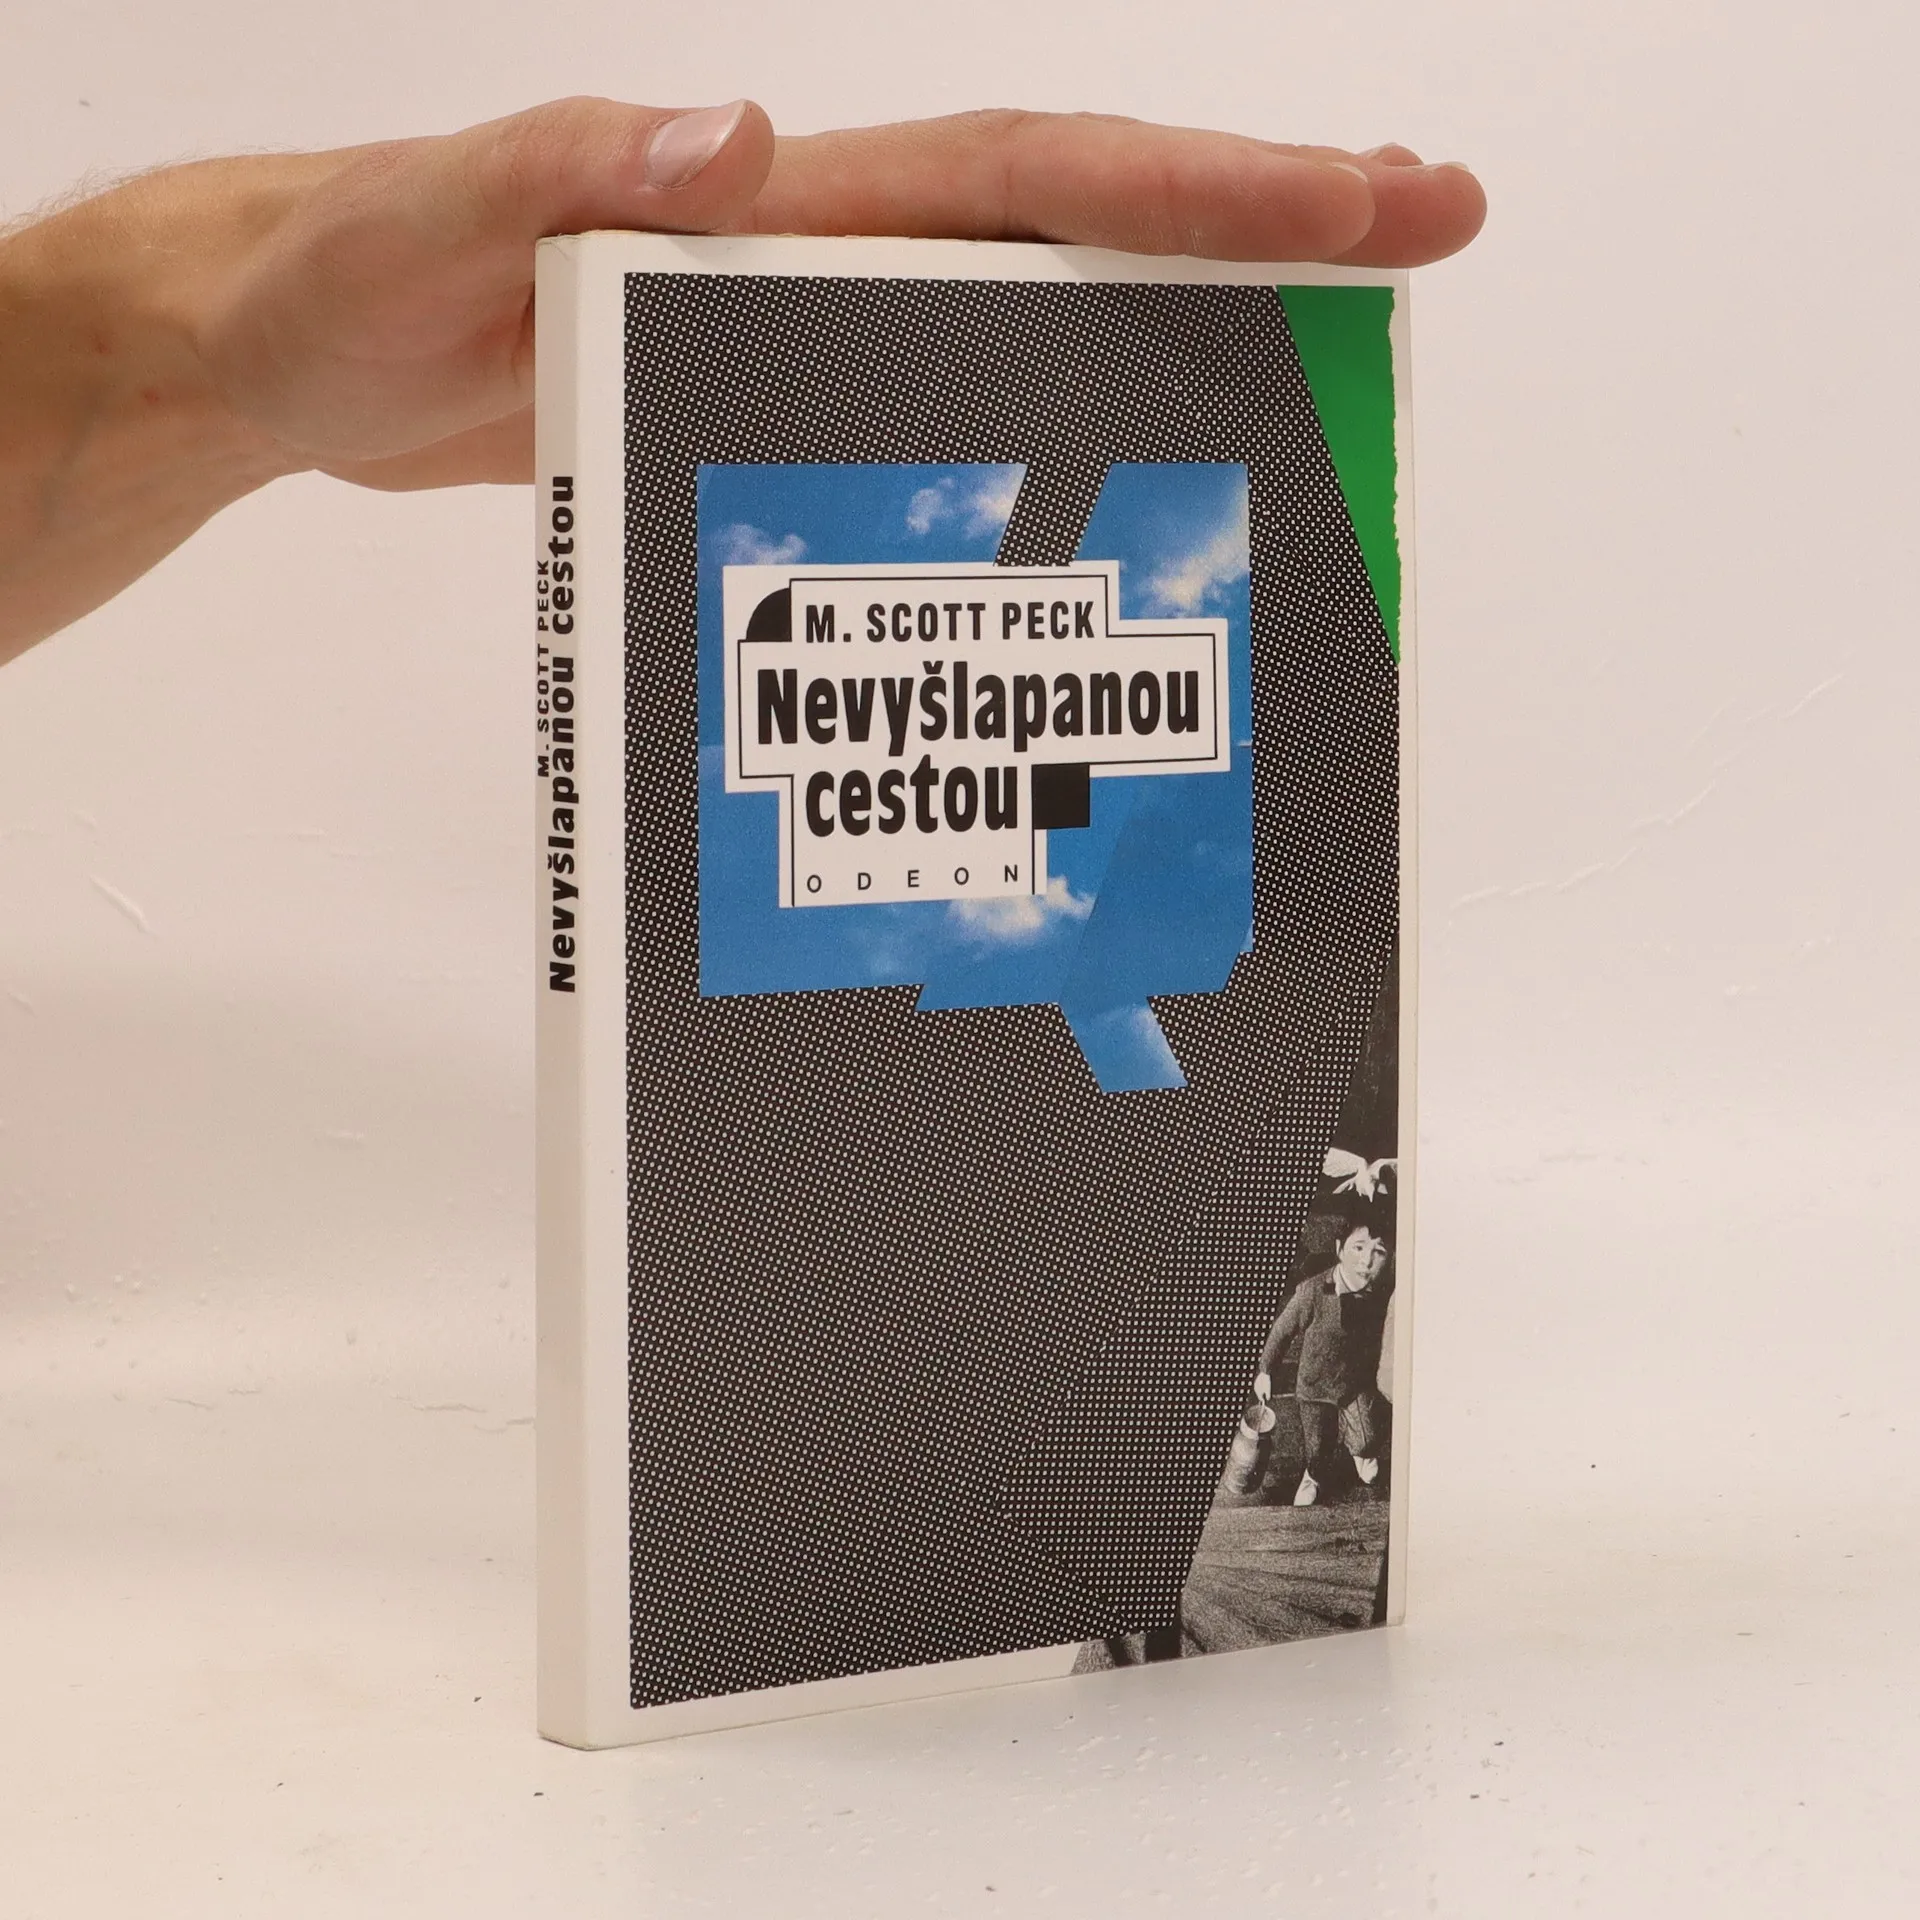 M. SCOTT PECK
Nevyšlapanou cestou
M. SCOTT PECK
Nevyšlapanou
cestou
ODEON